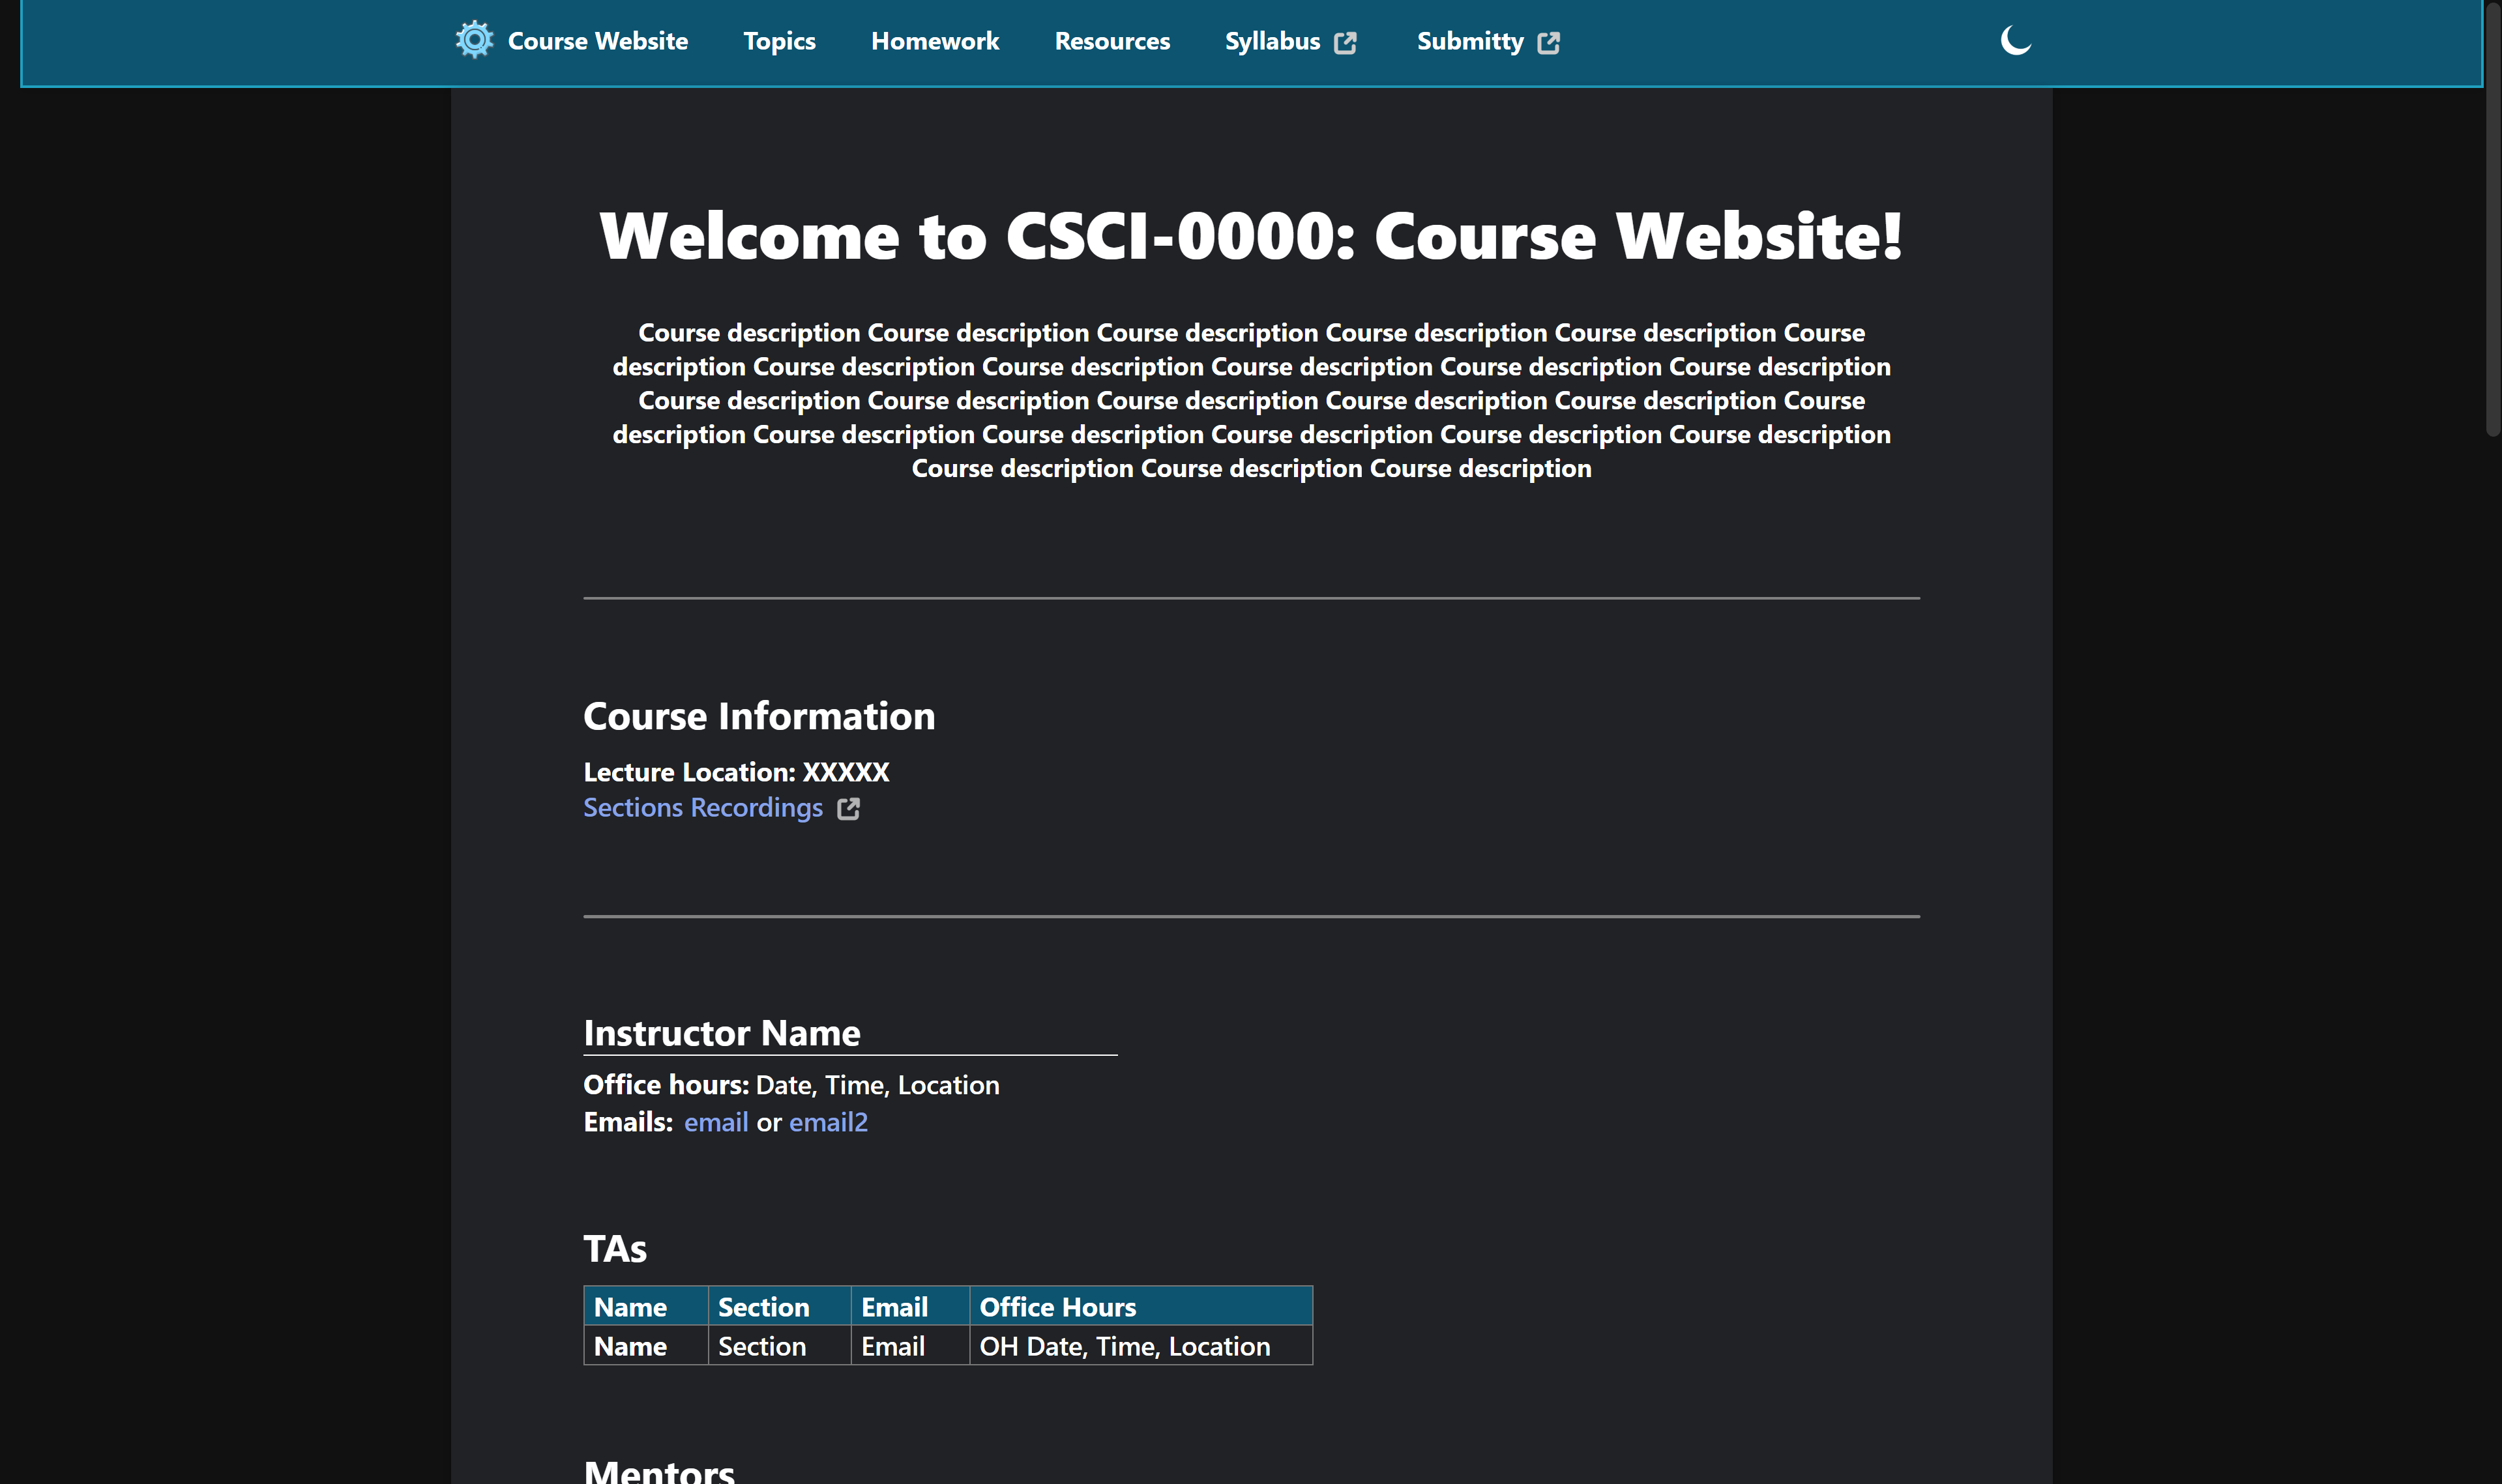 Course Website Topics Homework Resources Syllabus Submitty
Welcome to CSCI-0000: Course Website!
Course description Course description Course description Course description Course description Course
description Course description Course description Course description Course description Course description
Course description Course description Course description Course description Course description Course
description Course description Course description Course description Course description Course description
Course description Course description Course description
Course Information
Lecture Location: XXXXX
Sections Recordings
Instructor Name
Office hours: Date, Time, Location
Emails: email or email2
TAs
Name Section Email Office Hours
Name Section Email OH Date, Time, Location
Mentors